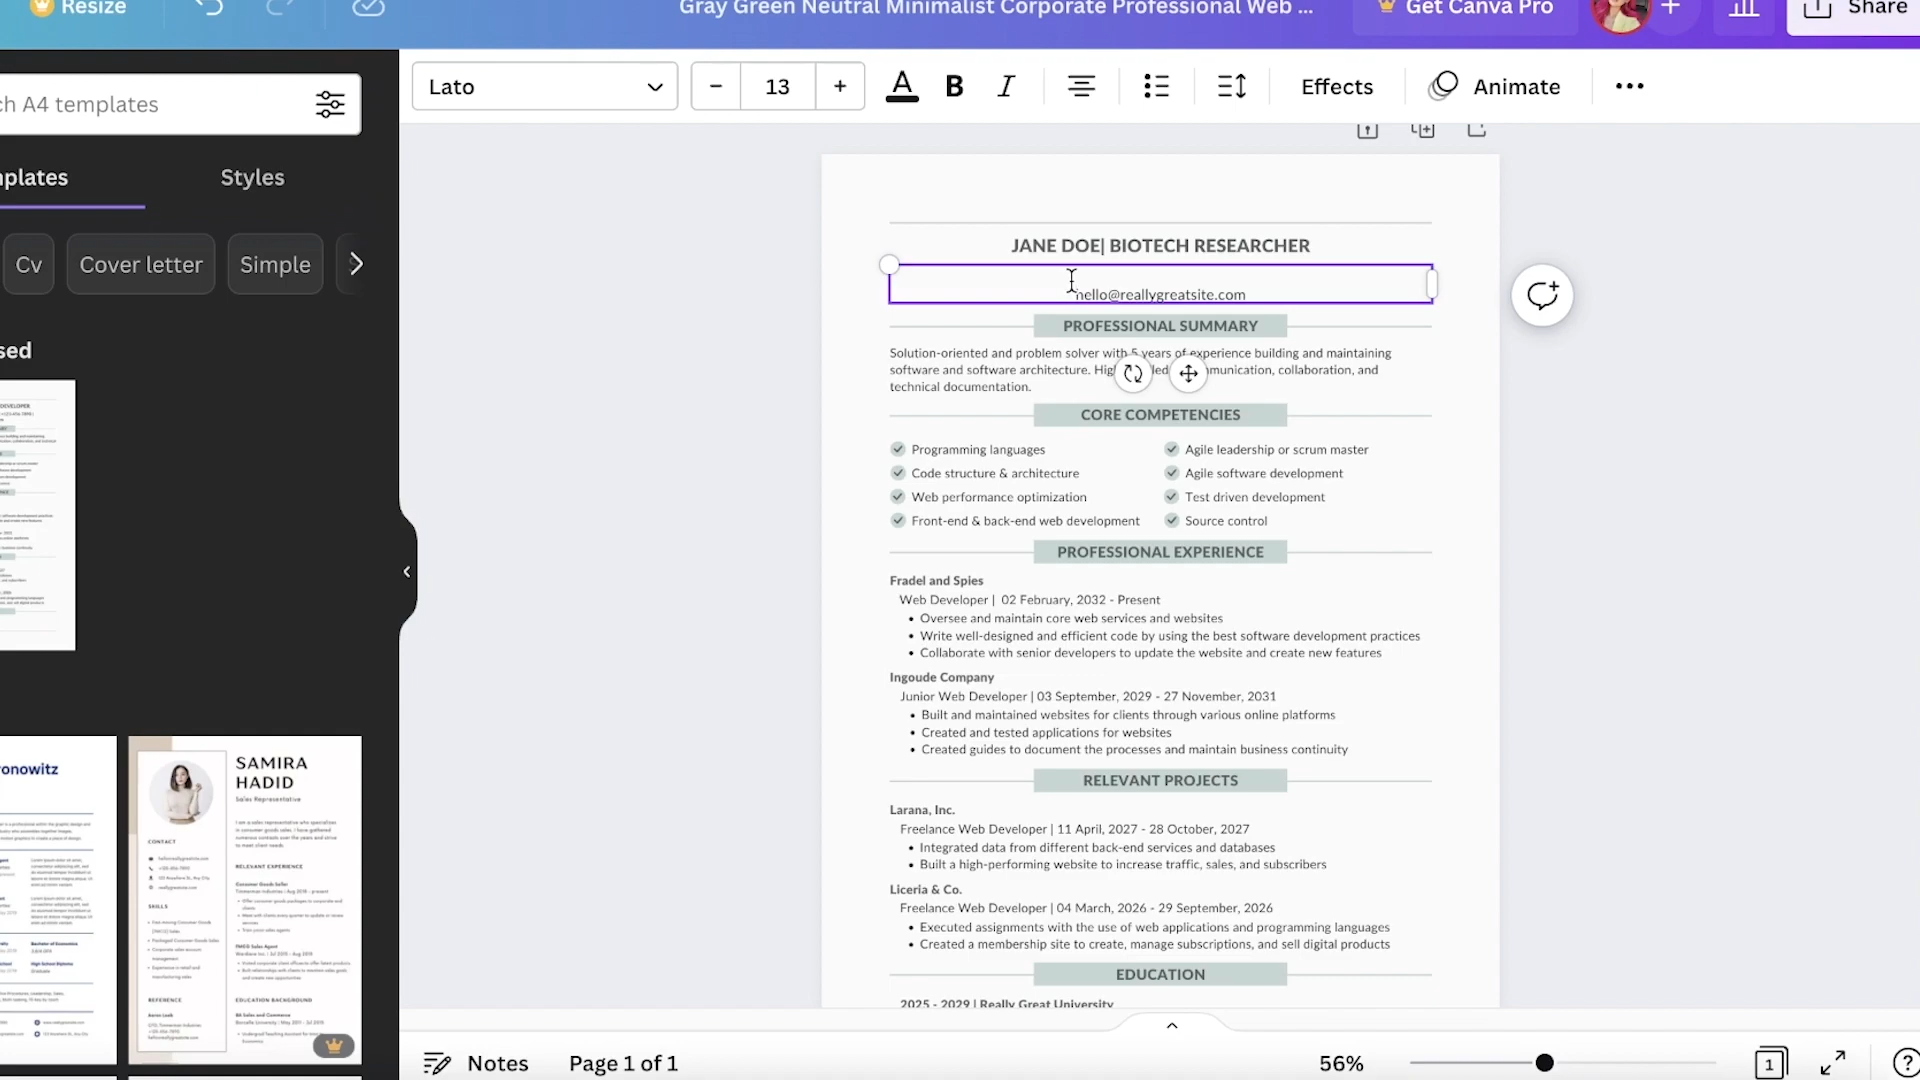 Resize
Gray Green Neutral Minimalist Corporate Professional Web ...
Get Canva Pro
Share
ch A4 templates
Lato
13
A
B
I
Effects
Animate
mplates
Styles
Cv
Cover letter
Simple
sed
JANE DOE| BIOTECH RESEARCHER
hello@reallygreatsite.com
PROFESSIONAL SUMMARY
Solution-oriented and problem solver with 5 years of experience building and maintaining
software and software architecture. collaboration, and
technical documentation.
CORE COMPETENCIES
Programming languages
Code structure & architecture
Web performance optimization
Front-end & back-end web development
Agile leadership or scrum master
Agile software development
Test driven development
Source control
PROFESSIONAL EXPERIENCE
Fradel and Spies
Web Developer | 02 February, 2032 - Present
• Oversee and maintain core web services and websites
• Write well-designed and efficient code by using the best software development practices
• Collaborate with senior developers to update the website and create new features
Ingoude Company
Junior Web Developer | 03 September, 2029 - 27 November, 2031
• Built and maintained websites for clients through various online platforms
• Created and tested applications for websites
• Created guides to document the processes and maintain business continuity
RELEVANT PROJECTS
Larana, Inc.
Freelance Web Developer | 11 April, 2027 - 28 October, 2027
• Integrated data from different back-end services and databases
• Built a high-performing website to increase traffic, sales, and subscribers
Liceria & Co.
Freelance Web Developer | 04 March, 2026 - 29 September, 2026
• Executed assignments with the use of web applications and programming languages
• Created a membership site to create, manage subscriptions, and sell digital products
EDUCATION
2025 - 2029 | Really Great University
ronowitz
SAMIRA
HADID
Sales Representative
CONTACT
SKILLS
REFERENCE
RELEVANT EXPERIENCE
EDUCATION BACKGROUND
Notes
Page 1 of 1
56%
1
?